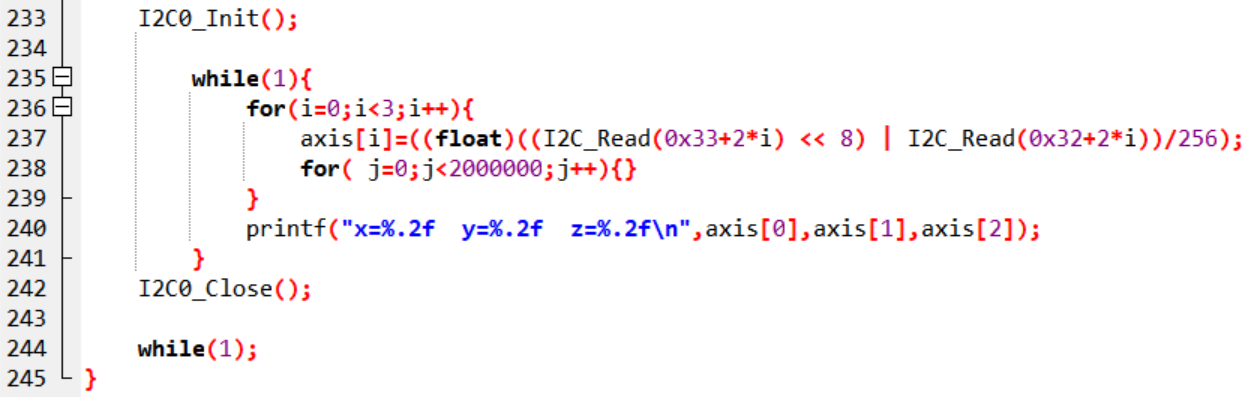 233 I2C0_Init();
234
235 while(1){
236 for(i=0;i<3;i++){
237 axis[i]=((float)((I2C_Read(0x33+2*i) << 8) | I2C_Read(0x32+2*i))/256);
238 for( j=0;j<2000000;j++){}
239 }
240 printf("x=%.2f  y=%.2f  z=%.2f\n",axis[0],axis[1],axis[2]);
241 }
242 I2C0_Close();
243
244 while(1);
245 }